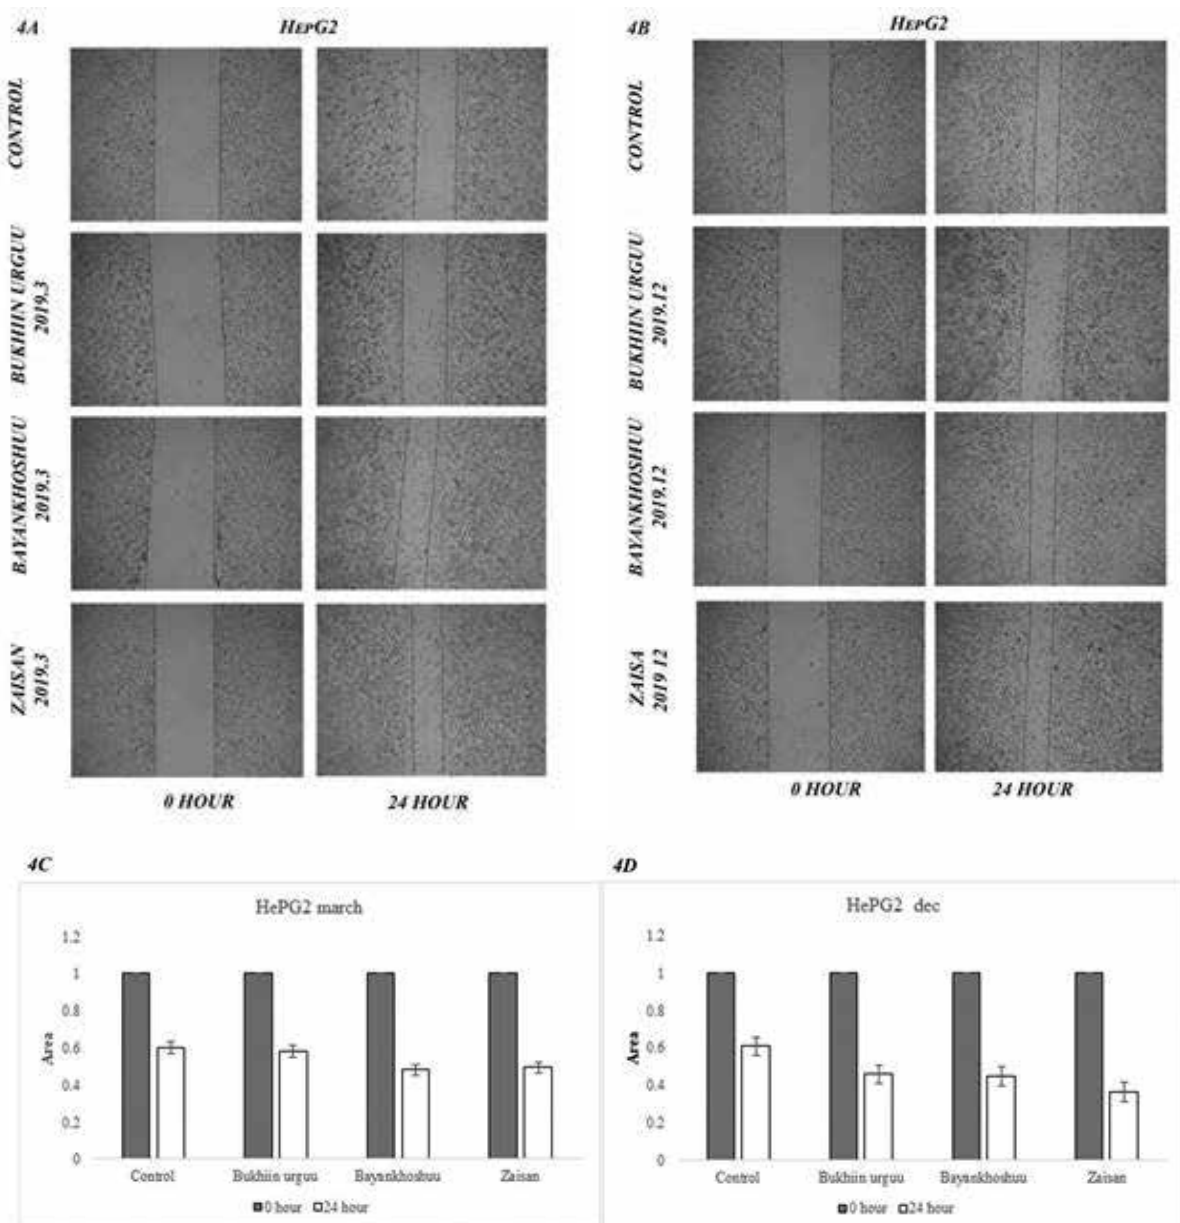 4A
HEPG2
CONTROL
BUKHIIN URGUU
2019.3
BAYANKHOSHUU
2019.3
ZAISAN
2019.3
0 HOUR
24 HOUR
4B
HEPG2
CONTROL
BUKHIIN URGUU
2019.12
BAYANKHOSHUU
2019.12
ZAISA
2019 12
0 HOUR
24 HOUR
4C
HePG2 march
1.2
1
0.8
0.6
0.4
0.2
0
Area
Control
Bukhiin urguu
Bayankhoshuu
Zaisan
0 hour
24 hour
4D
HePG2 dec
1.2
1
0.8
0.6
0.4
0.2
0
Area
Control
Bukhiin urguu
Bayankhoshuu
Zaisan
0 hour
24 hour